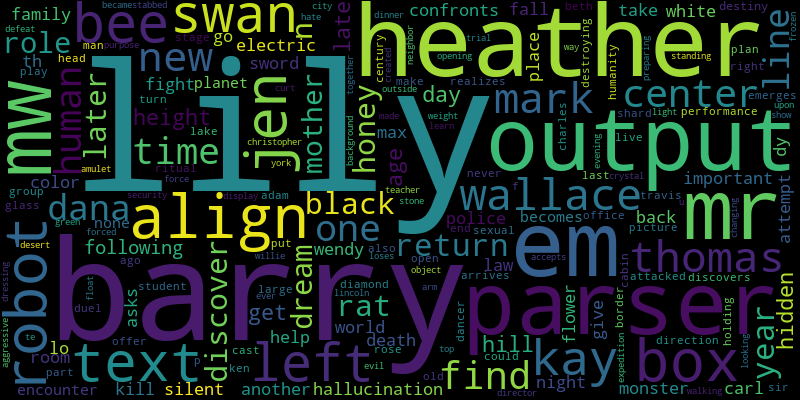 family
bee
swan
became stabbed
city
hate
dinner
neighbor
confronts
fall
beth
destiny
take
white
heather
role
new
man
stage
go
electric
n
late
mw
th
play
defeat
head
purpose
sword
century
way
trial
place
plan
line
human
later
fight
planet
turn
jen
mother
honey
day
mark
center
destroying
humanity
frozen
height
time
lake
christopher
background
together
opening
created
outside
max
age
make
realizes
standing
preparing
right
emerges
upon
output
lily
amulet
ritual
york
curt
weight
made
learn
charles
shard
light
performance
show
color
adam
force
teacher
stone
evening
live
last
crystal
dy
group
glass
dana
none
security
display
align
black
wallace
never
f
travis
u
important
attempt
mr
robot
green
desert
forced
put
end
also
police
sexual
becomes
office
picture
back
changing
following
one
loses
willie
accepts
open
object
return
law
attacked
discovers
em
thomas
barry
parser
dressing
float
ago
asks
student
discover
dream
wendy
arrives
cabin
flower
world
diamond
large
ever
lincoln
rat
get
duel
offer
help
arm
dancer
hill
give
expedition
border
direction
holding
looking
year
hidden
aggressive
te
lo
room
part
text
p
cast
rose
death
top
could
box
left
find
kay
night
monster
carl
sir
walking
encounter
kill
silent
another
ken
evil
hallucination
old
director